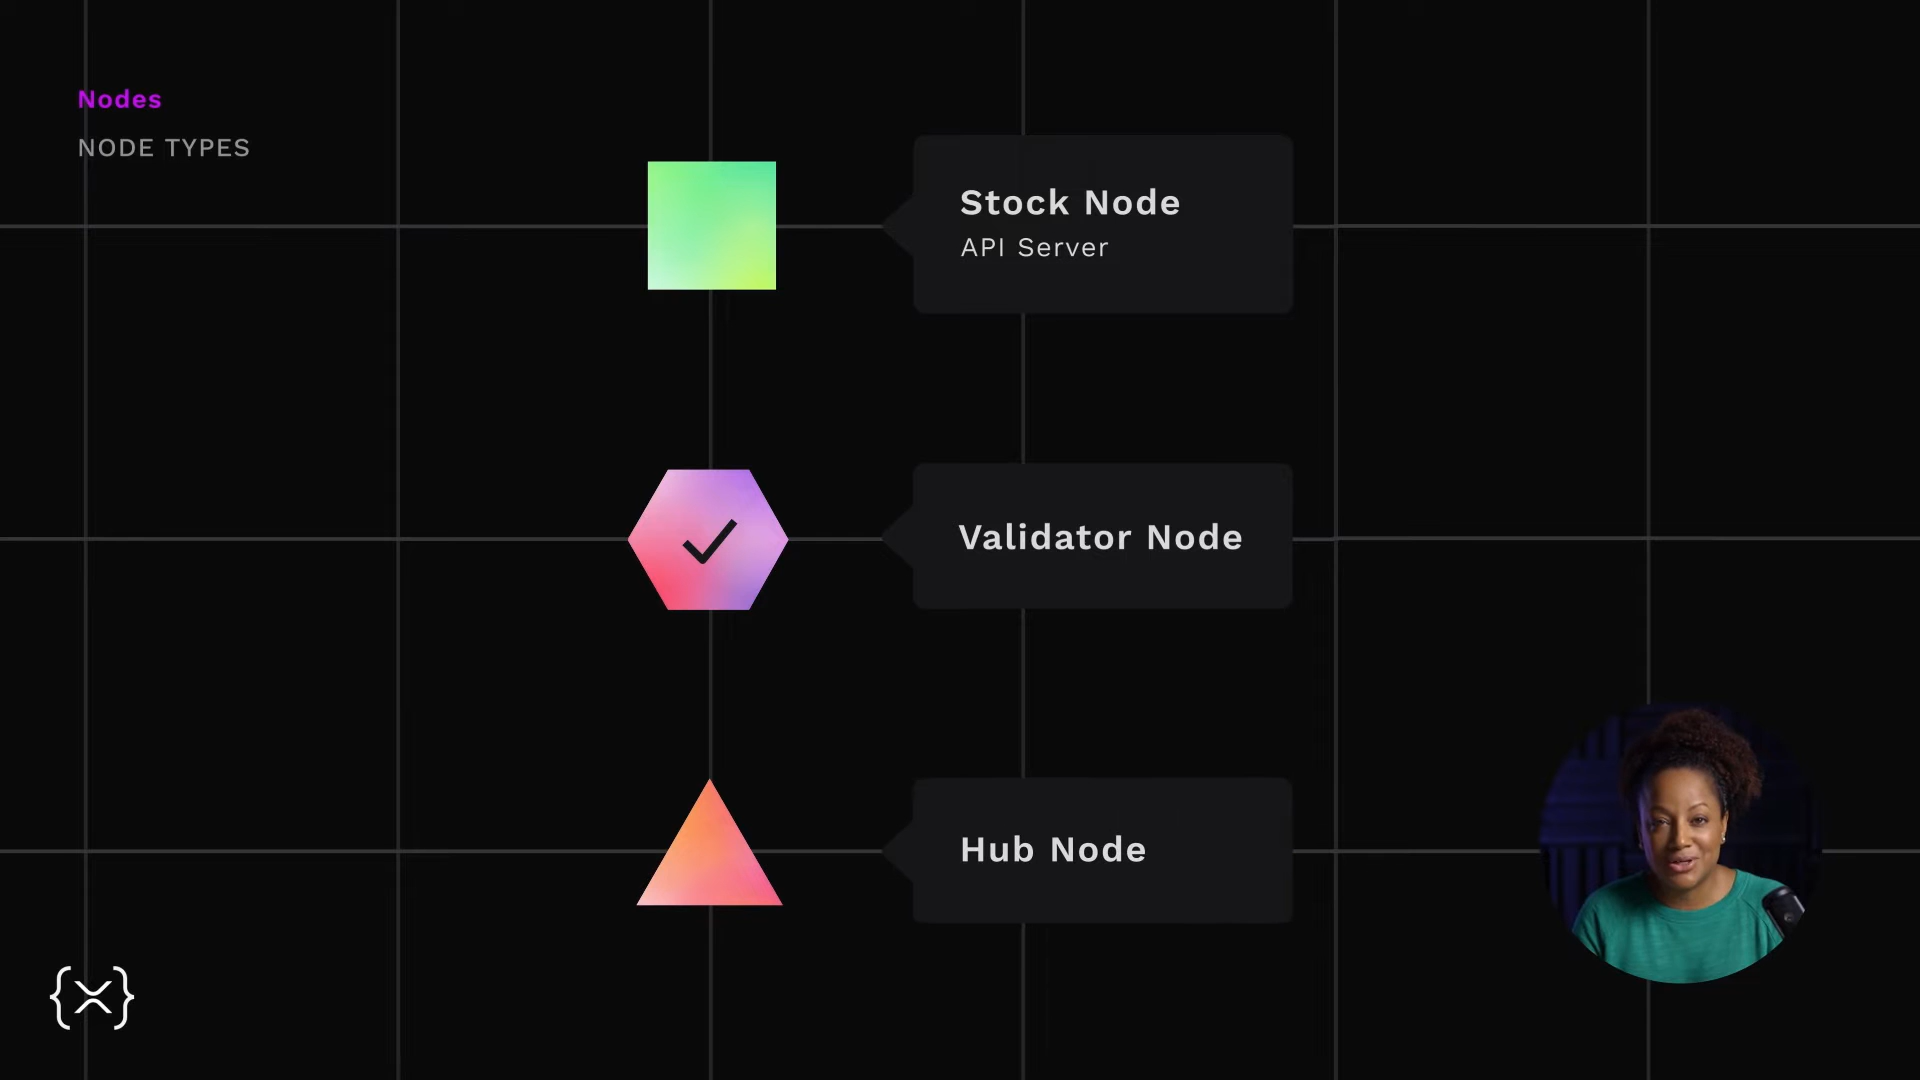 Nodes
NODE TYPES
Stock Node
API Server
Validator Node
Hub Node